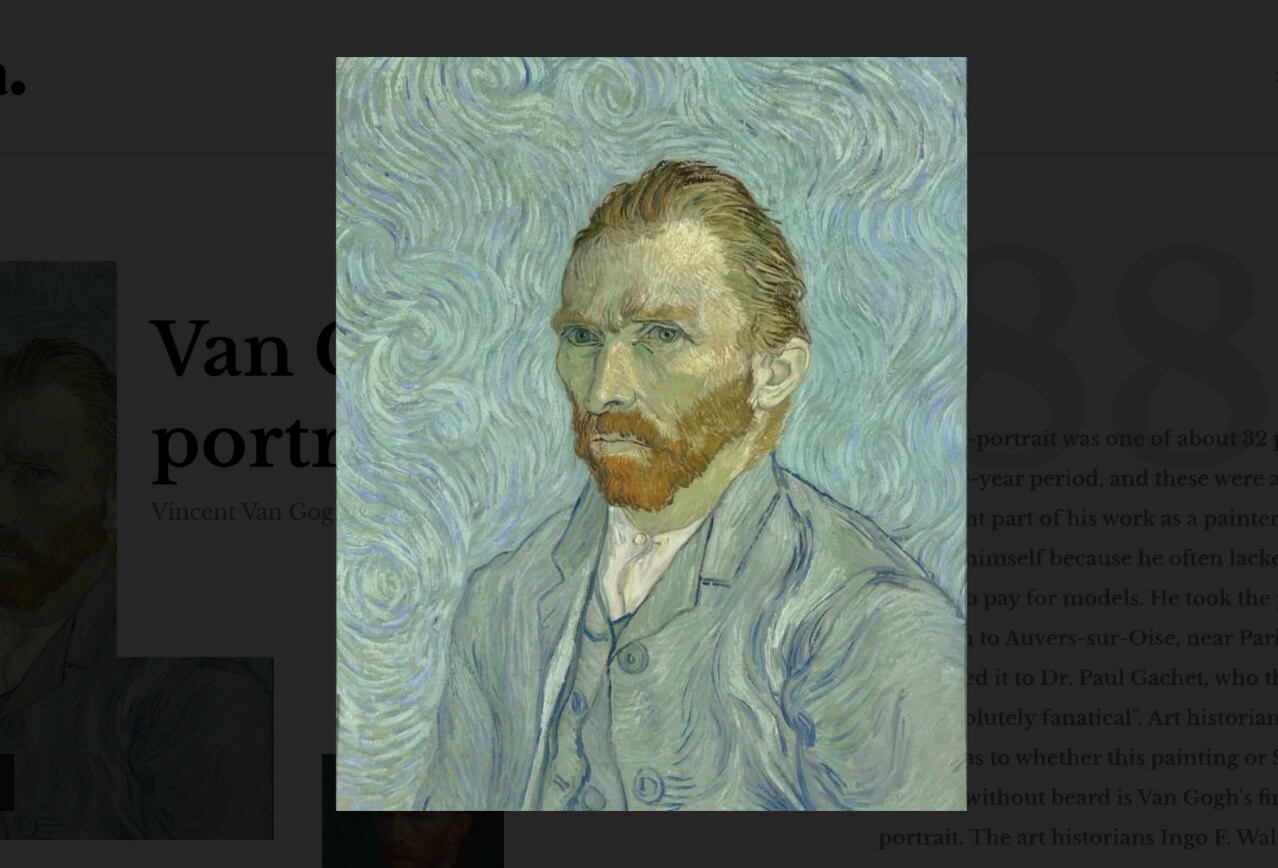 a.
Van G
portr
Vincent Van Gog
88
-portrait was one of about 32
-year period, and these were a
nt part of his work as a painter
himself because he often lacke
o pay for models. He took the
n to Auvers-sur-Oise, near Pari
ed it to Dr. Paul Gachet, who th
olutely fanatical". Art historian
as to whether this painting or S
without beard is Van Gogh's fin
portrait. The art historians Ingo F. Wal